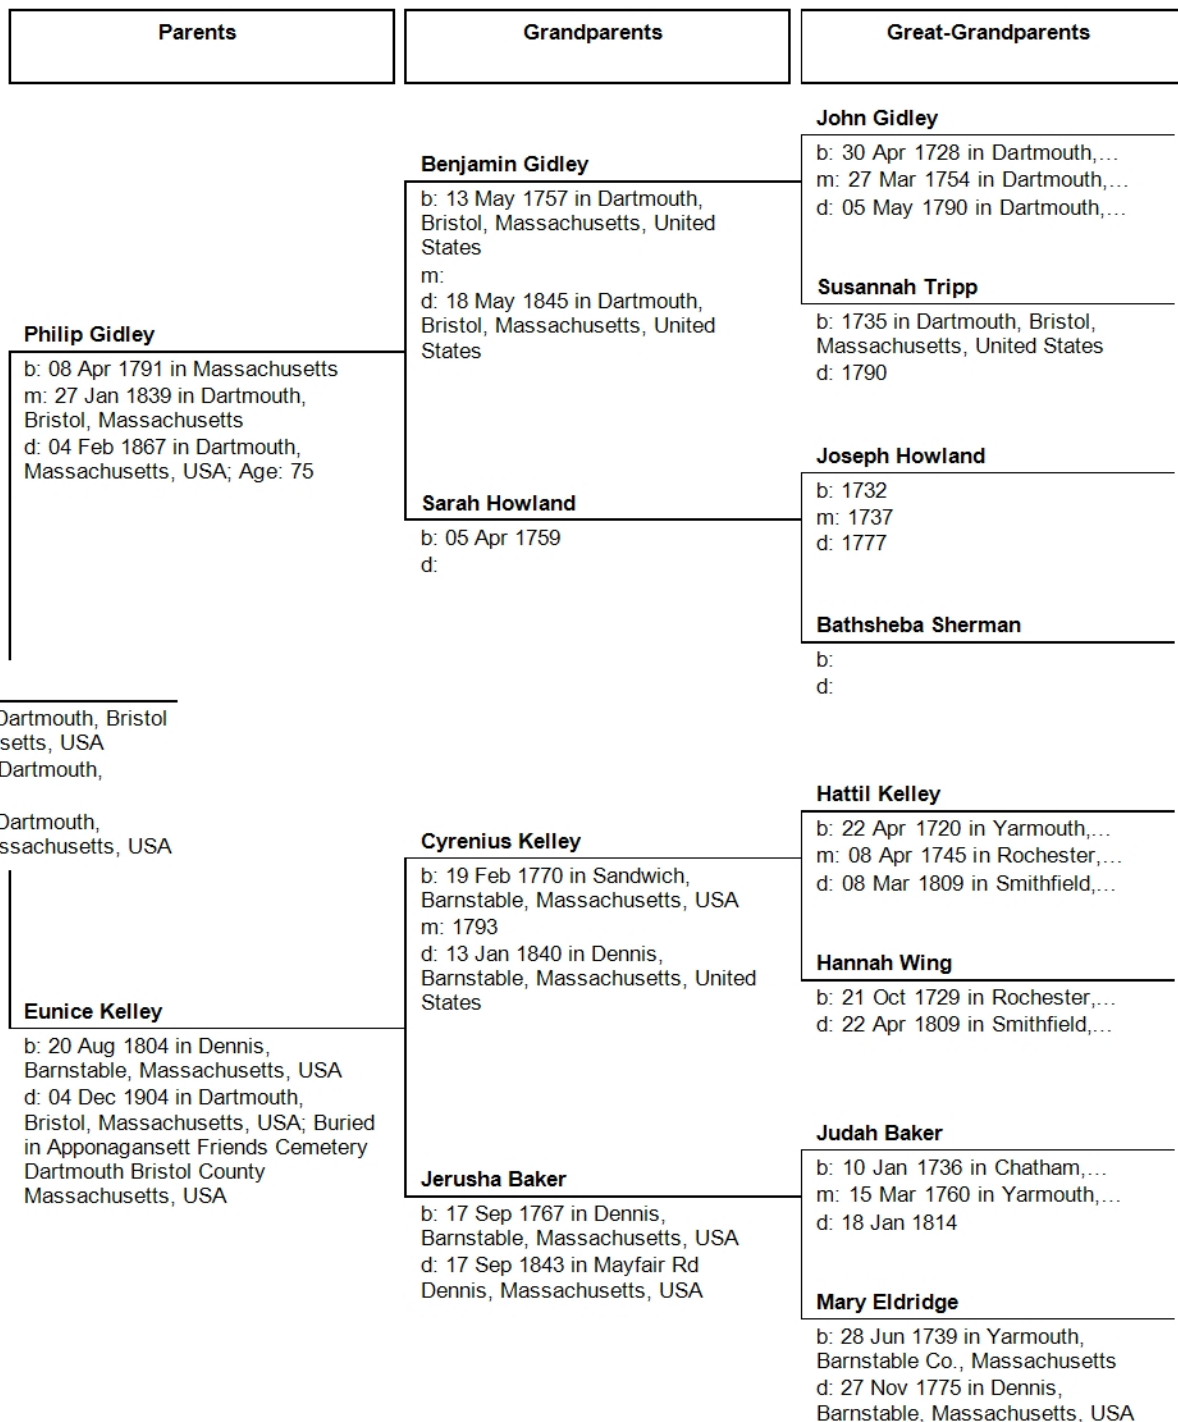 Parents
Grandparents
Great-Grandparents
John Gidley
b: 30 Apr 1728 in Dartmouth,...
m: 27 Mar 1754 in Dartmouth,...
d: 05 May 1790 in Dartmouth,...
Benjamin Gidley
b: 13 May 1757 in Dartmouth,
Bristol, Massachusetts, United
States
m:
d: 18 May 1845 in Dartmouth,
Bristol, Massachusetts, United
States
Susannah Tripp
b: 1735 in Dartmouth, Bristol,
Massachusetts, United States
d: 1790
Philip Gidley
b: 08 Apr 1791 in Massachusetts
m: 27 Jan 1839 in Dartmouth,
Bristol, Massachusetts
d: 04 Feb 1867 in Dartmouth,
Massachusetts, USA; Age: 75
Joseph Howland
b: 1732
m: 1737
d: 1777
Sarah Howland
b: 05 Apr 1759
d:
Bathsheba Sherman
b:
d:
Dartmouth, Bristol
setts, USA
Dartmouth,
Dartmouth,
ssachusetts, USA
Hattil Kelley
b: 22 Apr 1720 in Yarmouth,...
m: 08 Apr 1745 in Rochester,...
d: 08 Mar 1809 in Smithfield,...
Cyrenius Kelley
b: 19 Feb 1770 in Sandwich,
Barnstable, Massachusetts, USA
m: 1793
d: 13 Jan 1840 in Dennis,
Barnstable, Massachusetts, United
States
Hannah Wing
b: 21 Oct 1729 in Rochester,...
d: 22 Apr 1809 in Smithfield,...
Eunice Kelley
b: 20 Aug 1804 in Dennis,
Barnstable, Massachusetts, USA
d: 04 Dec 1904 in Dartmouth,
Bristol, Massachusetts, USA; Buried
in Apponagansett Friends Cemetery
Dartmouth Bristol County
Massachusetts, USA
Judah Baker
b: 10 Jan 1736 in Chatham,...
m: 15 Mar 1760 in Yarmouth,...
d: 18 Jan 1814
Jerusha Baker
b: 17 Sep 1767 in Dennis,
Barnstable, Massachusetts, USA
d: 17 Sep 1843 in Mayfair Rd
Dennis, Massachusetts, USA
Mary Eldridge
b: 28 Jun 1739 in Yarmouth,
Barnstable Co., Massachusetts
d: 27 Nov 1775 in Dennis,
Barnstable, Massachusetts, USA